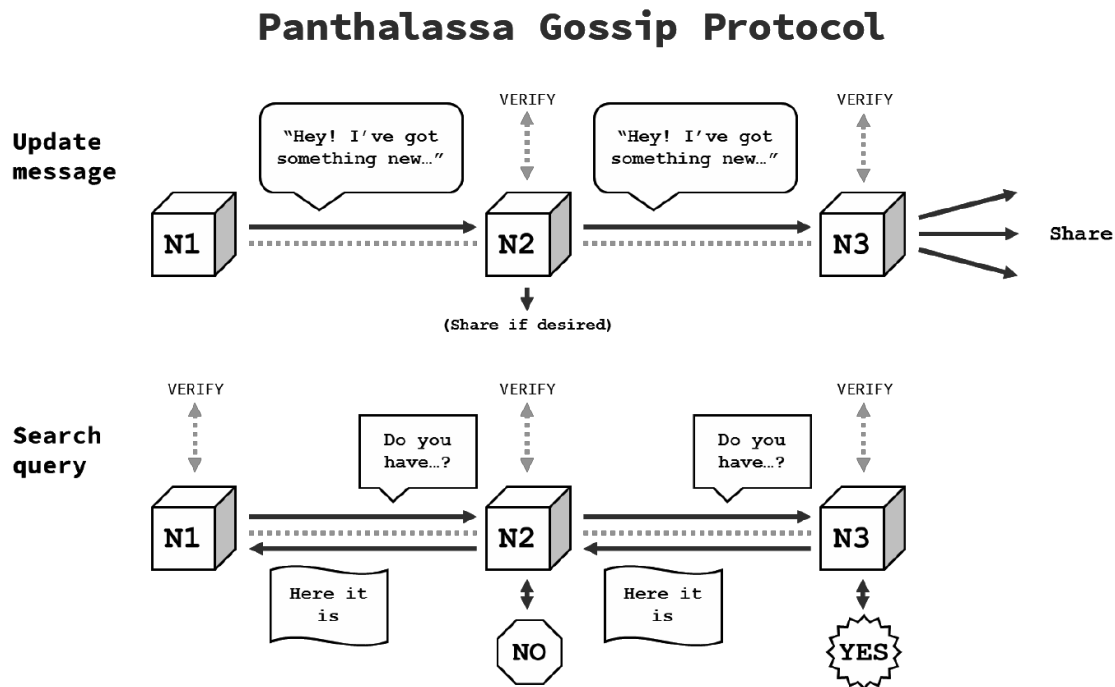 Panthalassa Gossip Protocol
VERIFY
VERIFY
Update
message
“Hey! I’ve got
something new…”
“Hey! I’ve got
something new…”
N1
N2
N3
Share
(Share if desired)
VERIFY
VERIFY
VERIFY
Search
query
Do you
have…?
Do you
have…?
N1
N2
N3
Here it
is
Here it
is
NO
YES